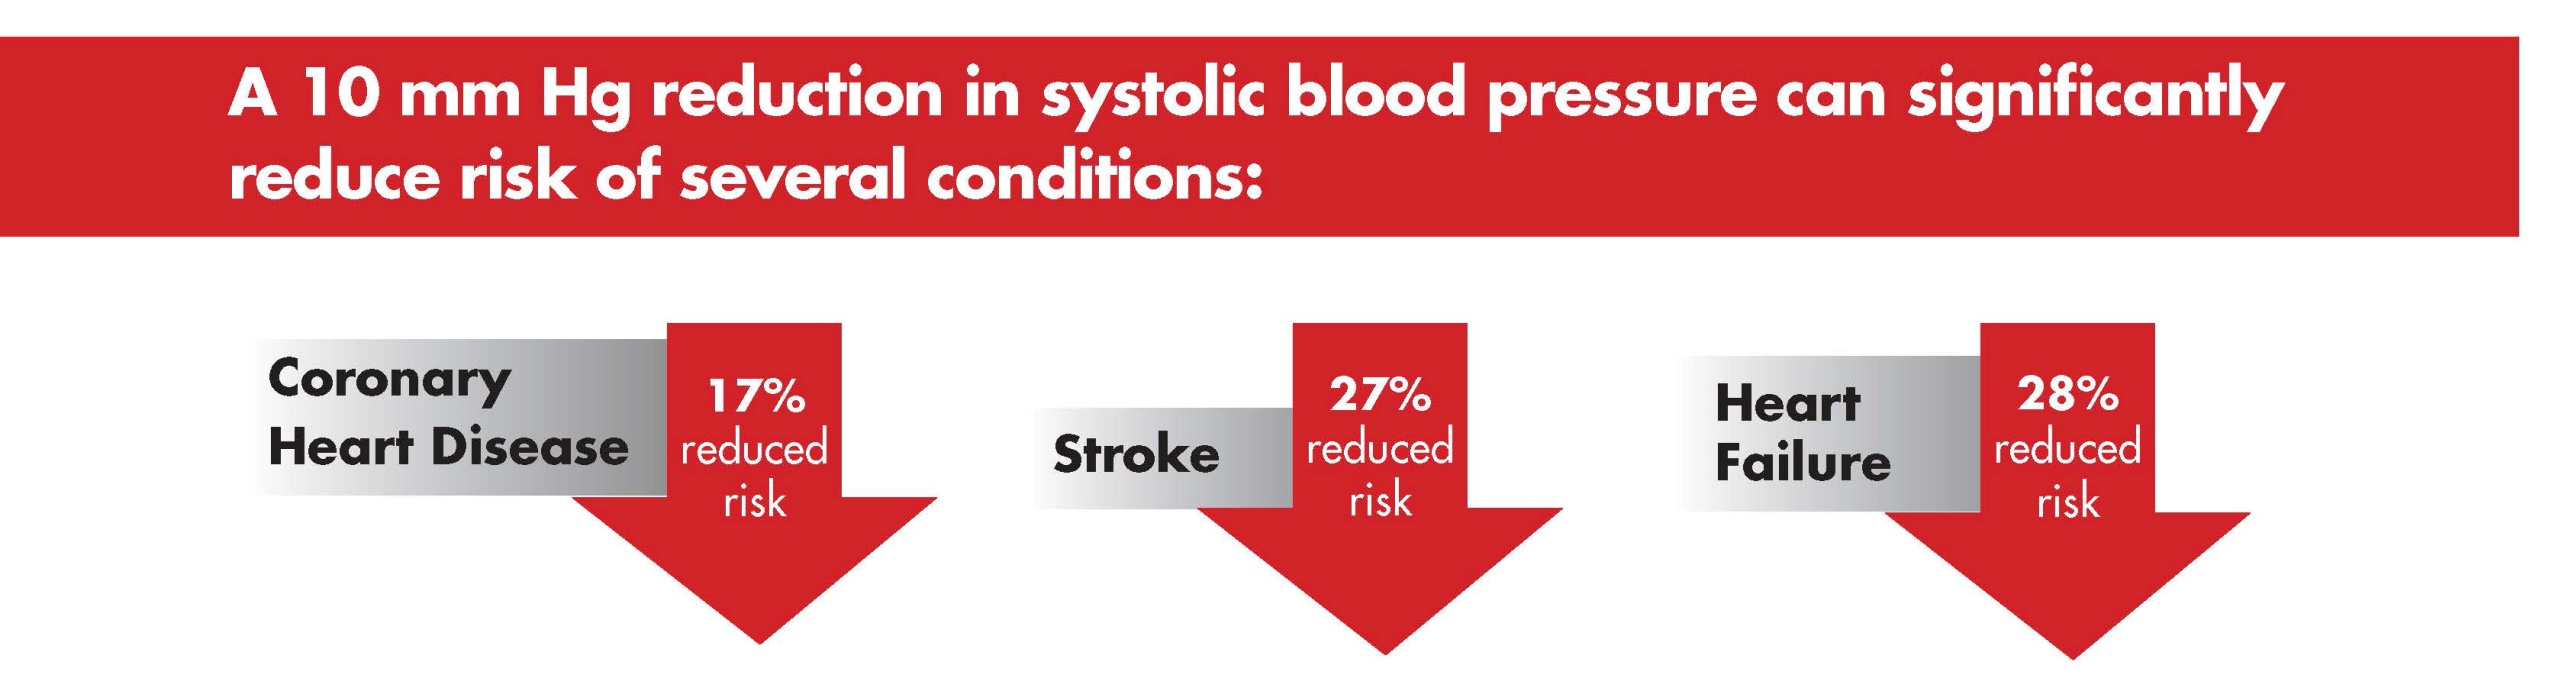 A 10 mm Hg reduction in systolic blood pressure can significantly
reduce risk of several conditions:
Coronary
Heart Disease
17%
reduced
risk
Stroke
27%
reduced
risk
Heart
Failure
28%
reduced
risk